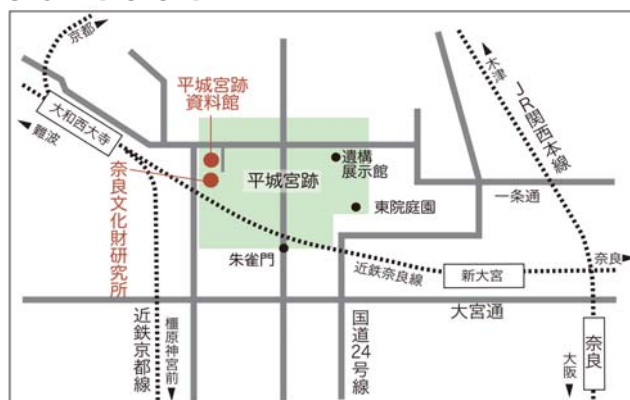 京都
木津
JR関西本線
平城宮跡
資料館
大和西大寺
難波
遺構
展示館
平城宮跡
一条通
奈良文化財研究所
東院庭園
朱雀門
近鉄奈良線
新大宮
奈良
大宮通
近鉄京都線
橿原神宮前
国道24号線
奈良
大阪